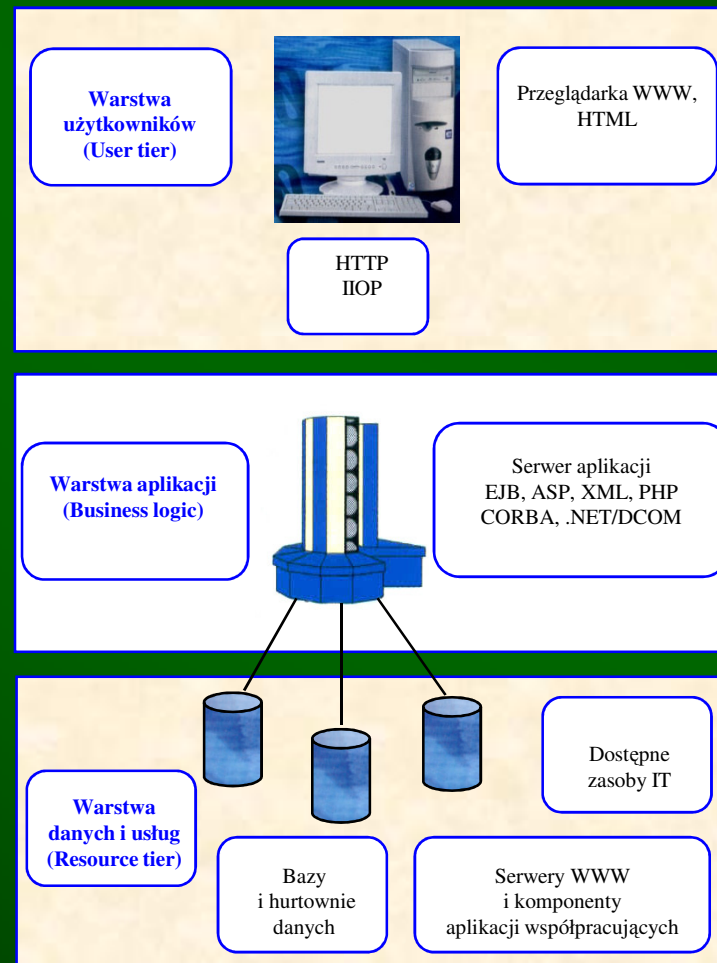 Warstwa
użytkowników
(User tier)
Przeglądarka WWW,
HTML
HTTP
IIOP
Warstwa aplikacji
(Business logic)
Serwer aplikacji
EJB, ASP, XML, PHP
CORBA, .NET/DCOM
Dostępne
zasoby IT
Warstwa
danych i usług
(Resource tier)
Bazy
i hurtownie
danych
Serwery WWW
i komponenty
aplikacji współpracujących